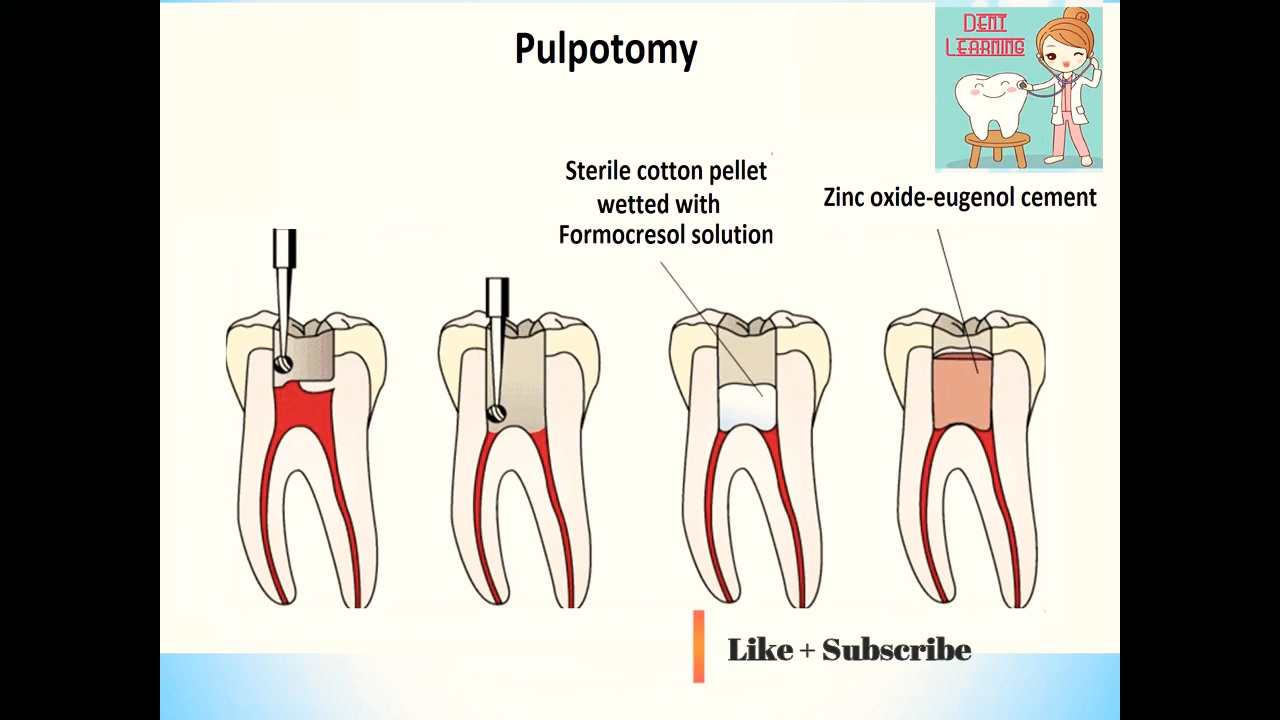 Pulpotomy
DENT
LEARNING
Sterile cotton pellet
wetted with
Formocresol solution
Zinc oxide-eugenol cement
Like + Subscribe